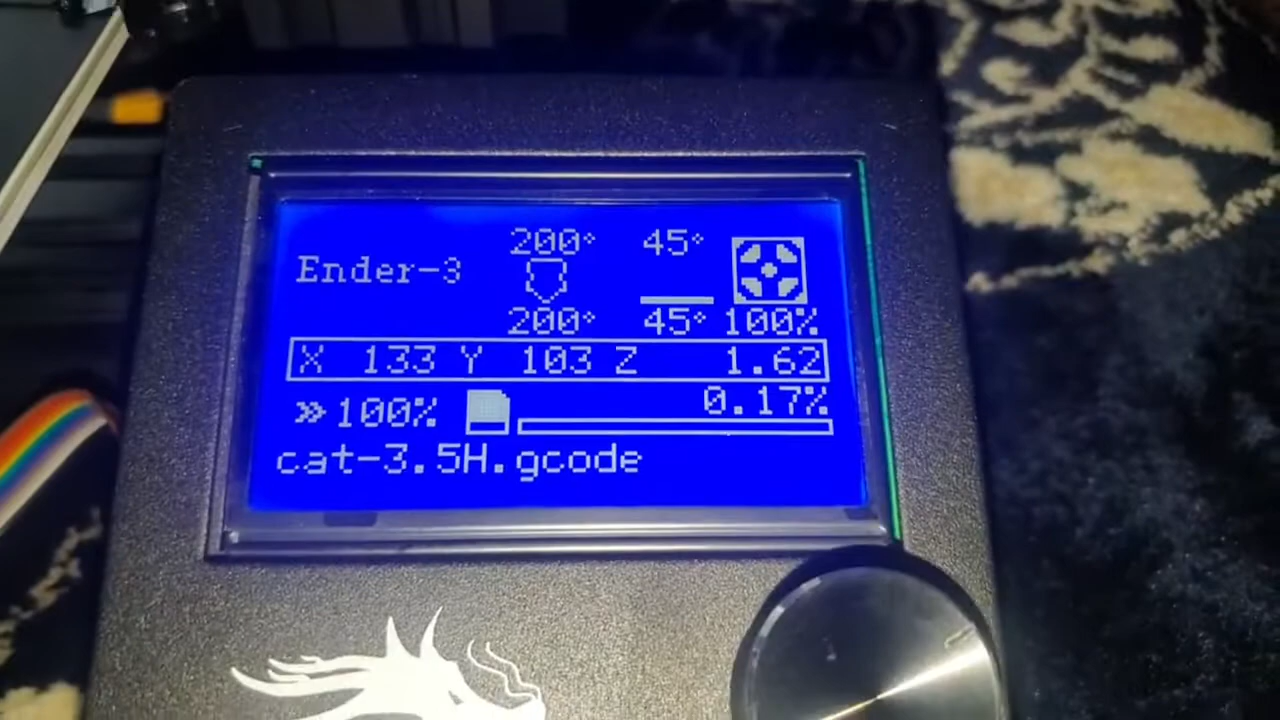 200° 45°
Ender-3
200° 45° 100%
X 133 Y 103 Z 1.62
0.17%
»100%
cat-3.5H.gcode